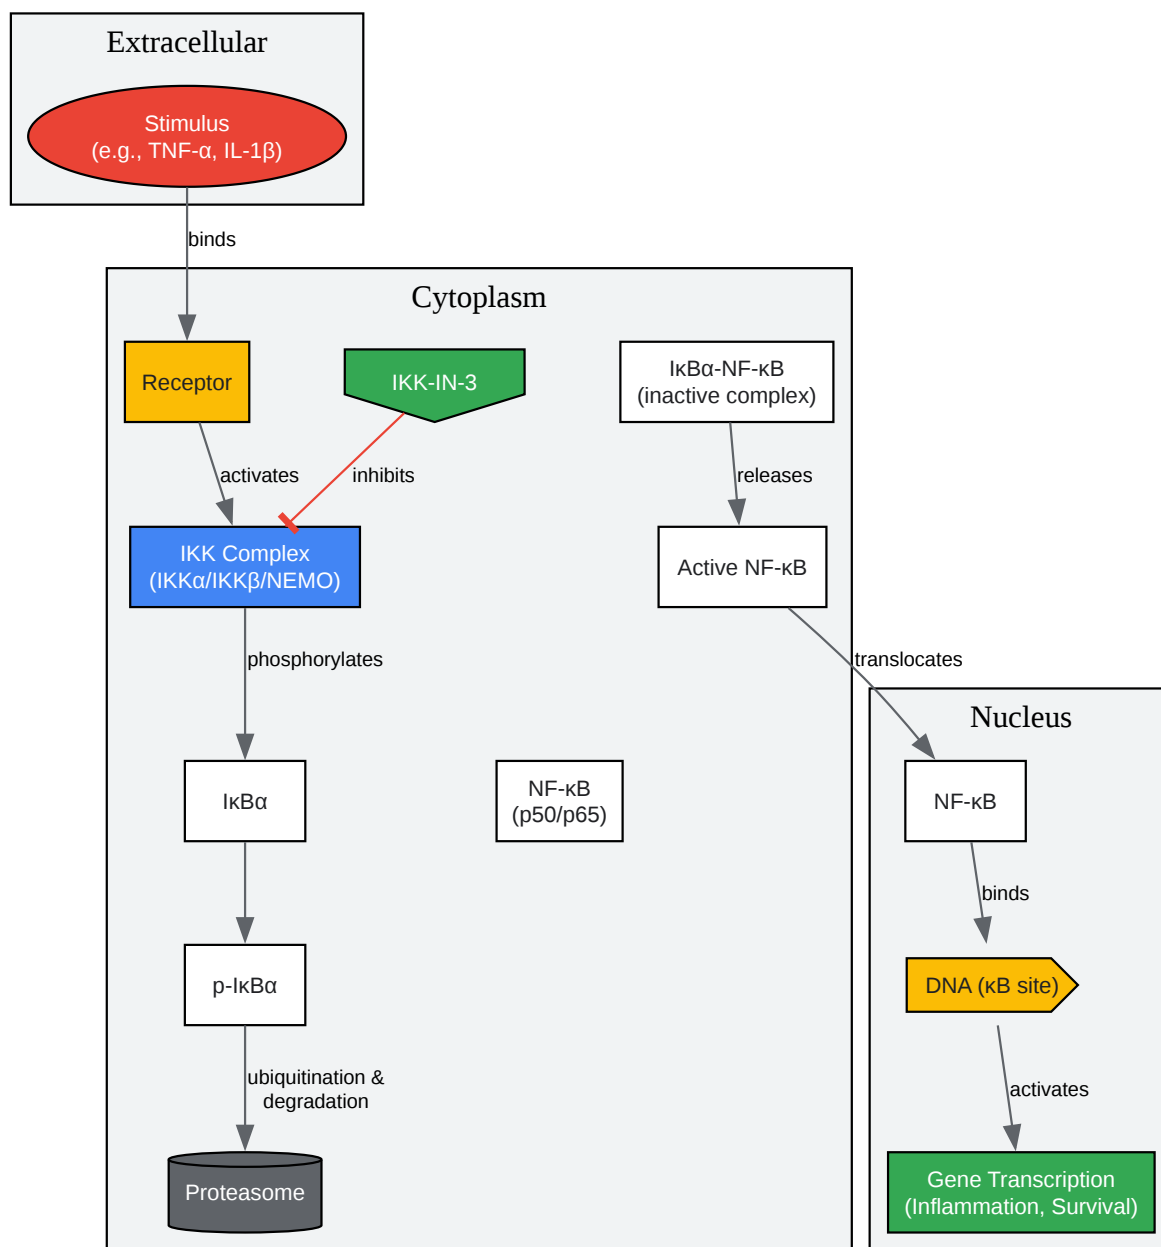 Extracellular
Stimulus
(e.g., TNF-α, IL-1β)
binds
Cytoplasm
Receptor
IKK-IN-3
IκBα-NF-κB
(inactive complex)
activates
inhibits
releases
IKK Complex
(IKKα/IKKβ/NEMO)
Active NF-κB
phosphorylates
translocates
Nucleus
IκBα
NF-κB
(p50/p65)
NF-κB
binds
p-IκBα
DNA (κB site)
ubiquitination &
degradation
activates
Proteasome
Gene Transcription
(Inflammation, Survival)